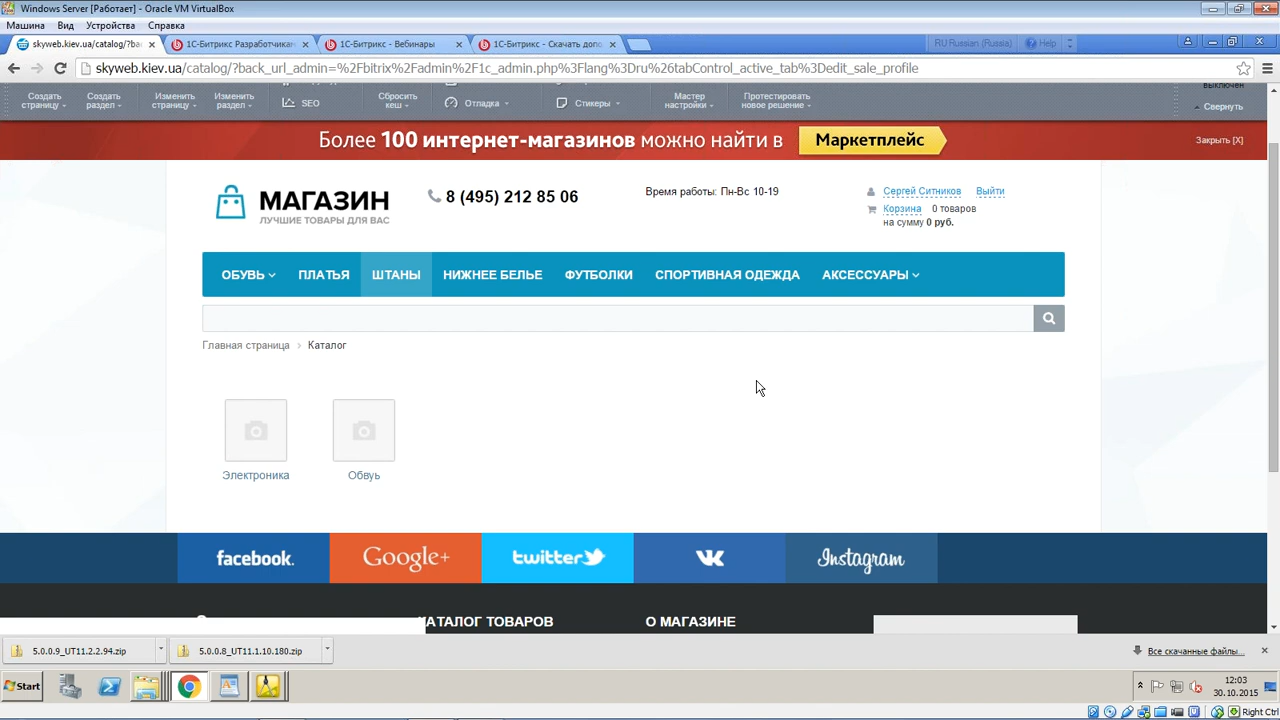 Windows Server [Работает] - Oracle VM VirtualBox
Машина Вид Устройства Справка
skyweb.kiev.ua/catalog/?ba 1С-Битрикс Разработчикам 1С-Битрикс - Вебинары 1С-Битрикс - Скачать допо RU Russian (Russia) Help
skyweb.kiev.ua/catalog/?back_url_admin=%2Fbitrix%2Fadmin%2F1c_admin.php%3Flang%3Dru%26tabControl_active_tab%3Dedit_sale_profile
выключен
Создать страницу Создать раздел Изменить страницу Изменить раздел SEO Сбросить кеш Отладка Стикеры Мастер настройки Протестировать новое решение Свернуть
Более 100 интернет-магазинов можно найти в Маркетплейс Закрыть [X]
МАГАЗИН
ЛУЧШИЕ ТОВАРЫ ДЛЯ ВАС
8 (495) 212 85 06
Время работы: Пн-Вс 10-19
Сергей Ситников Выйти
Корзина 0 товаров
на сумму 0 руб.
ОБУВЬ ПЛАТЬЯ ШТАНЫ НИЖНЕЕ БЕЛЬЕ ФУТБОЛКИ СПОРТИВНАЯ ОДЕЖДА АКСЕССУАРЫ
Главная страница > Каталог
Электроника Обвуь
facebook. Google+ twitter Instagram
КАТАЛОГ ТОВАРОВ О МАГАЗИНЕ
5.0.0.9_UT11.2.2.94.zip 5.0.0.8_UT11.1.10.180.zip Все скачанные файлы...
Start
12:03
30.10.2015
Right Ctrl